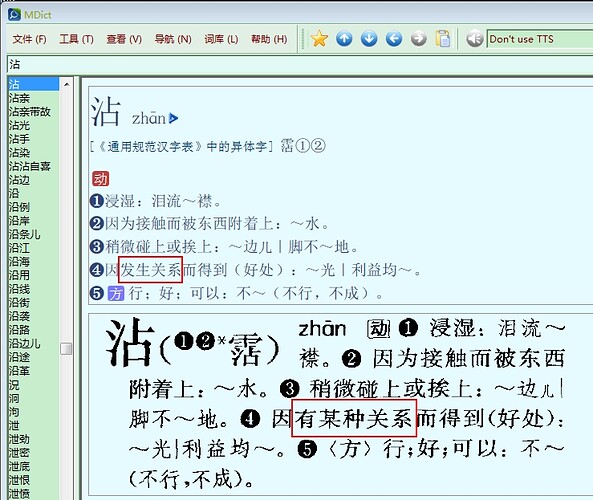 MDict
文件 (F) 工具 (T) 查看 (V) 导航 (N) 词库 (L) 帮助 (H) Don't use TTS
沾
沾
沾亲
沾亲带故
沾光
沾手
沾染
沾沾自喜
沾边
沿
沿例
沿岸
沿条儿
沿江
沿海
沿用
沿线
沿街
沿袭
沿路
沿边儿
沿途
沿革
况
泂
泃
泄
泄劲
泄密
泄底
泄恨
泄愤
沾 zhān
[《通用规范汉字表》中的异体字] 霑①②
动
❶浸湿：泪流～襟。
❷因为接触而被东西附着上：～水。
❸稍微碰上或挨上：～边儿｜脚不～地。
❹因发生关系而得到（好处）：～光｜利益均～。
❺方行；好；可以：不～（不行，不成）。
沾(❶❷*霑) zhān 动 ❶ 浸湿：泪流～
襟。❷ 因为接触而被东西
附着上：～水。❸ 稍微碰上或挨上：～边儿|
脚不～地。❹ 因有某种关系而得到(好处)：
～光|利益均～。❺〈方〉行;好;可以：不～
(不行,不成)。